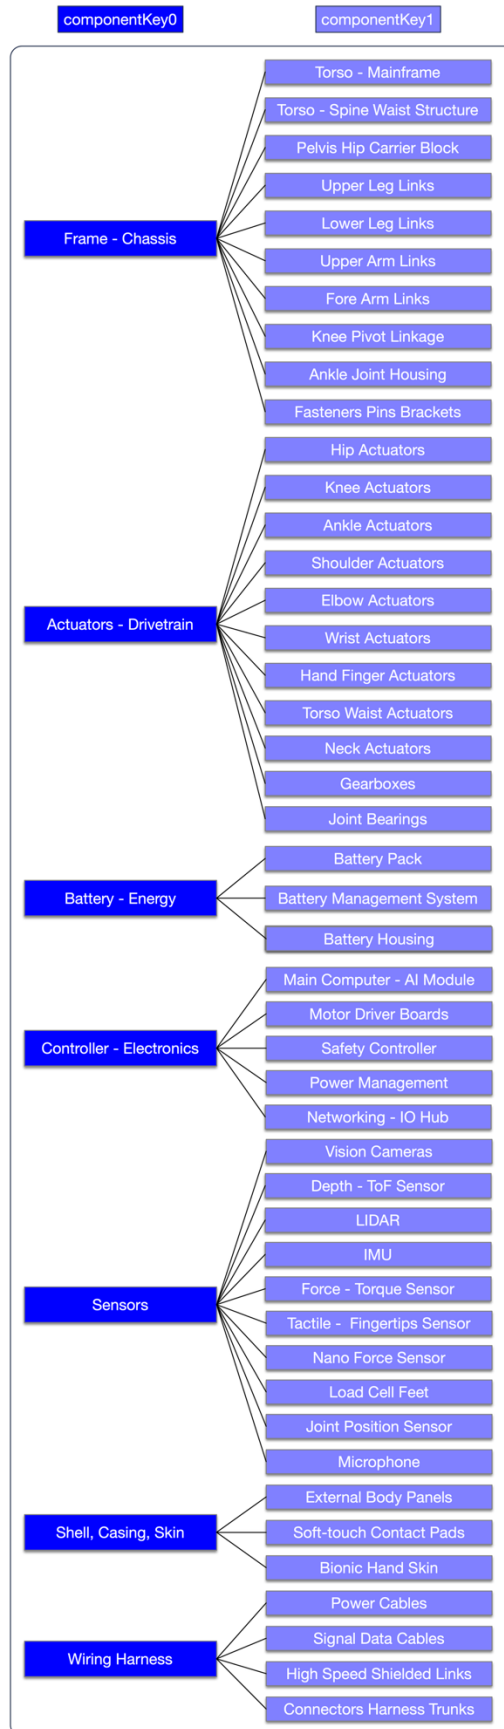 componentKey0
componentKey1
Frame - Chassis
Torso - Mainframe
Torso - Spine Waist Structure
Pelvis Hip Carrier Block
Upper Leg Links
Lower Leg Links
Upper Arm Links
Fore Arm Links
Knee Pivot Linkage
Ankle Joint Housing
Fasteners Pins Brackets
Actuators - Drivetrain
Hip Actuators
Knee Actuators
Ankle Actuators
Shoulder Actuators
Elbow Actuators
Wrist Actuators
Hand Finger Actuators
Torso Waist Actuators
Neck Actuators
Gearboxes
Joint Bearings
Battery - Energy
Battery Pack
Battery Management System
Battery Housing
Controller - Electronics
Main Computer - AI Module
Motor Driver Boards
Safety Controller
Power Management
Networking - IO Hub
Sensors
Vision Cameras
Depth - ToF Sensor
LIDAR
IMU
Force - Torque Sensor
Tactile - Fingertips Sensor
Nano Force Sensor
Load Cell Feet
Joint Position Sensor
Microphone
Shell, Casing, Skin
External Body Panels
Soft-touch Contact Pads
Bionic Hand Skin
Wiring Harness
Power Cables
Signal Data Cables
High Speed Shielded Links
Connectors Harness Trunks